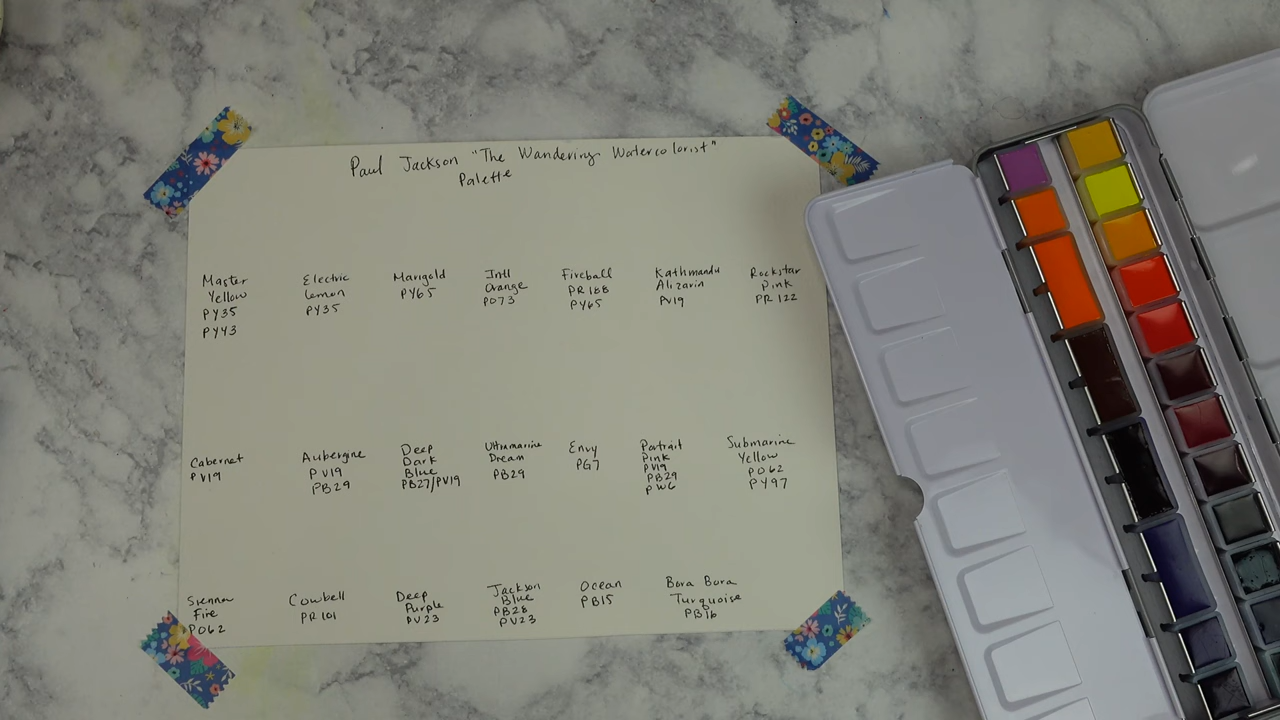 Paul Jackson "The Wandering Watercolorist"
Palette
Master
Yellow
PY35
PY43
Electric
Lemon
PY35
Marigold
PY65
Intl
Orange
PO73
Fireball
PR188
PY65
Kathmandu
Alizarin
PV19
Rockstar
Pink
PR122
Cabernet
PV19
Aubergine
PV19
PB29
Deep
Dark
Blue
PB27/PV19
Ultramarine
Dream
PB29
Envy
PG7
Portrait
Pink
PV19
PB29
PW6
Submarine
Yellow
PO62
PY97
Sienna
Fire
PO62
Cowbell
PR101
Deep
Purple
PV23
Jackson
Blue
PB28
PV23
Ocean
PB15
Bora Bora
Turquoise
PB16